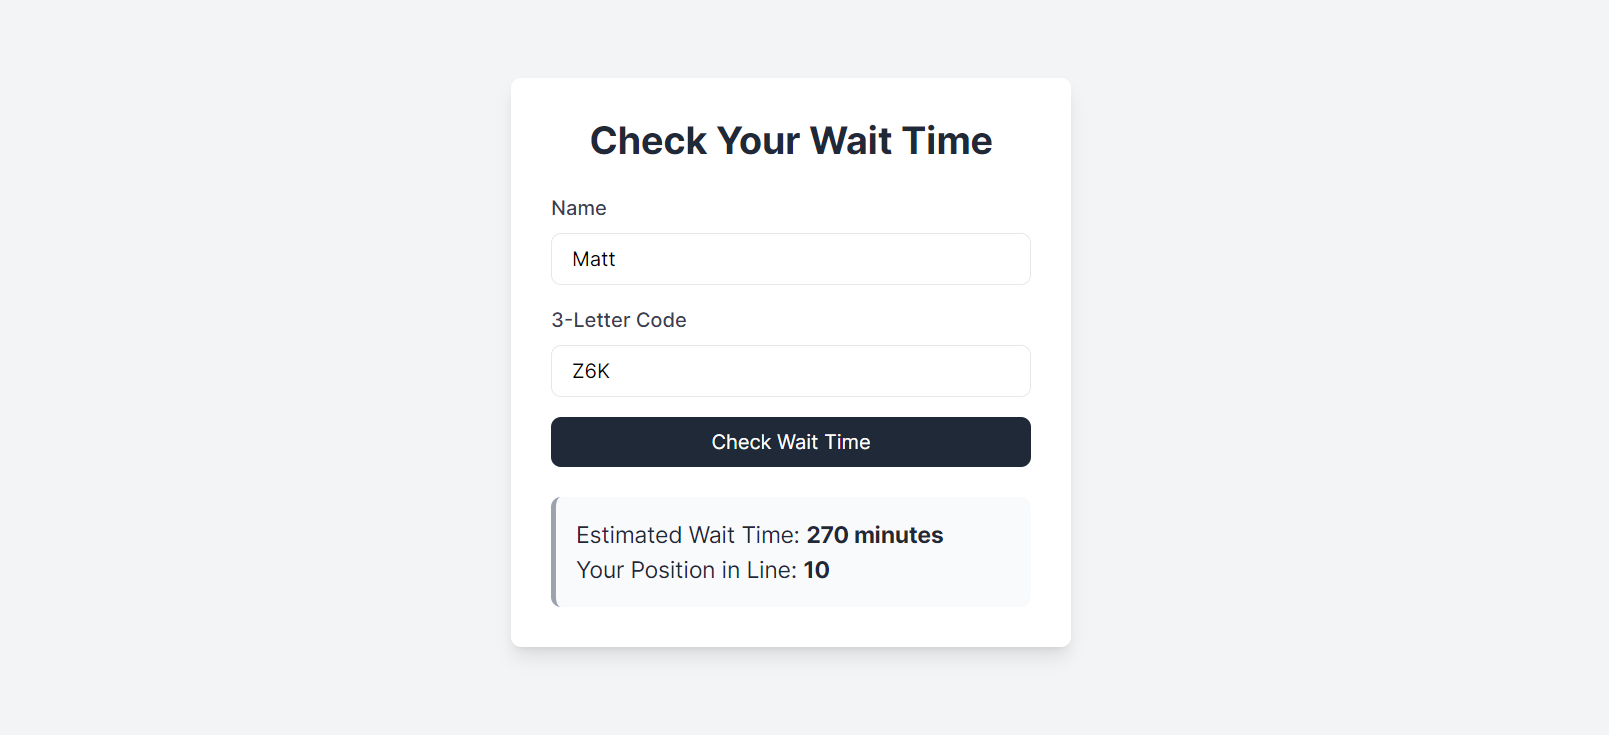 Check Your Wait Time
Name
Matt
3-Letter Code
Z6K
Check Wait Time
Estimated Wait Time: 270 minutes
Your Position in Line: 10